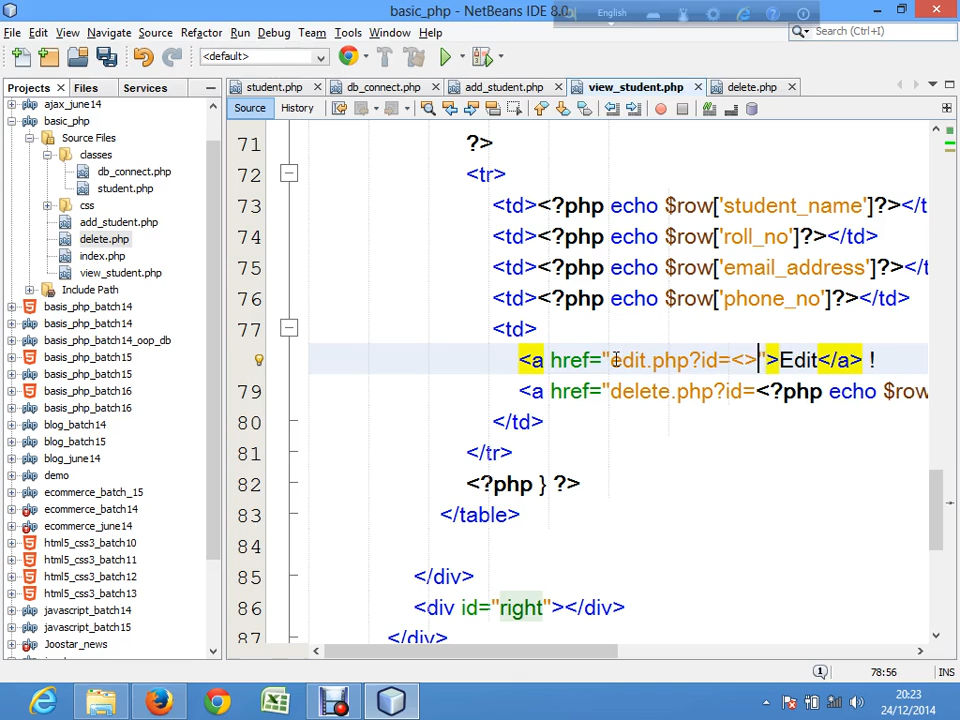 basic_php - NetBeans IDE 8.0
English
File Edit View Navigate Source Refactor Run Debug Team Tools Window Help
Search (Ctrl+I)
<default>
Projects Files Services
student.php db_connect.php add_student.php view_student.php delete.php
Source History
ajax_june14
basic_php
Source Files
classes
db_connect.php
student.php
css
add_student.php
delete.php
index.php
view_student.php
Include Path
basis_php_batch14
basis_php_batch14
basis_php_batch_14_oop_db
basis_php_batch15
basis_php_batch15
basis_php_batch16
basis_php_batch16
blog_batch14
blog_batch15
blog_june14
demo
ecommerce_batch_15
ecommerce_batch14
ecommerce_june14
html5_css3_batch10
html5_css3_batch11
html5_css3_batch12
html5_css3_batch13
javascript_batch14
javascript_batch15
Joostar_news
71 ?>
72 <tr>
73 <td><?php echo $row['student_name']?></t
74 <td><?php echo $row['roll_no']?></td>
75 <td><?php echo $row['email_address']?></t
76 <td><?php echo $row['phone_no']?></td>
77 <td>
<a href="edit.php?id=<>">Edit</a> !
79 <a href="delete.php?id=<?php echo $row
80 </td>
81 </tr>
82 <?php } ?>
83 </table>
84
85 </div>
86 <div id="right"></div>
87 </div>
1
78:56
INS
20:23
24/12/2014